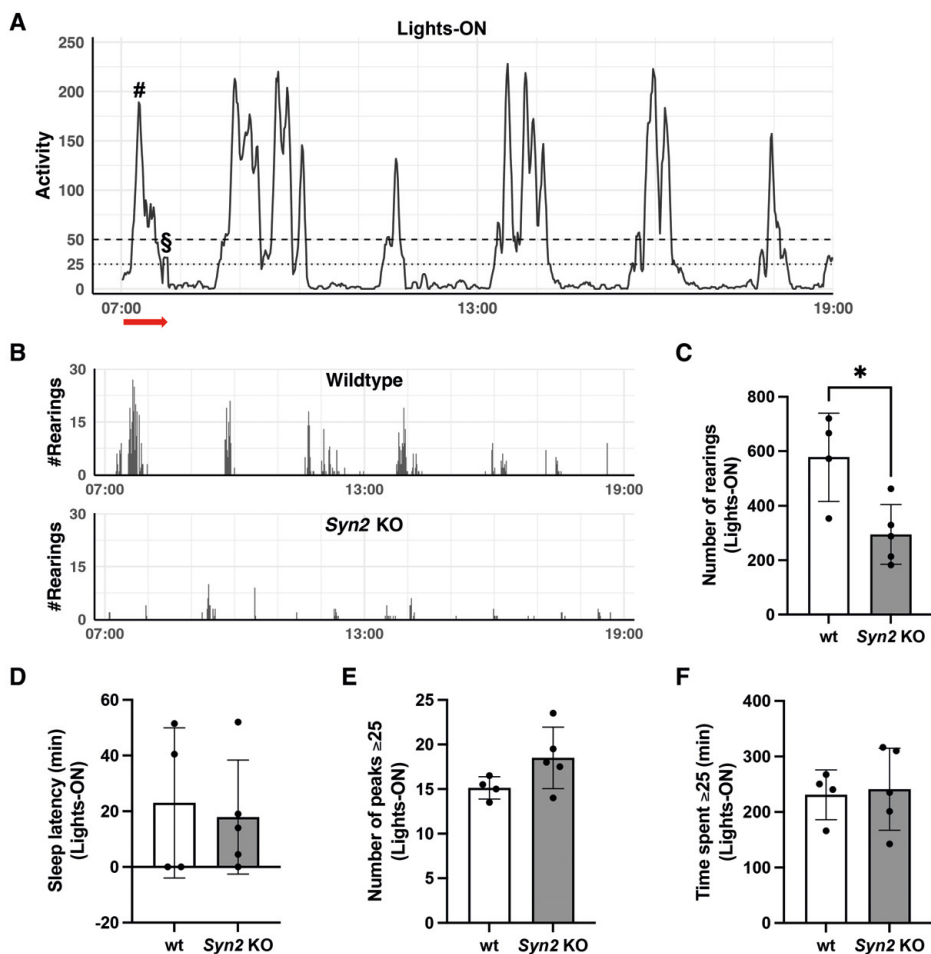 A
Lights-ON
Activity
250
200
150
100
50
25
0
#
§
07:00
13:00
19:00
B
Wildtype
#Rearings
30
15
0
07:00
13:00
19:00
Syn2 KO
#Rearings
30
15
0
07:00
13:00
19:00
C
*
Number of rearings
(Lights-ON)
800
600
400
200
0
wt
Syn2 KO
D
Sleep latency (min)
(Lights-ON)
60
40
20
0
-20
wt
Syn2 KO
E
Number of peaks ≥25
(Lights-ON)
25
20
15
10
5
0
wt
Syn2 KO
F
Time spent ≥25 (min)
(Lights-ON)
400
300
200
100
0
wt
Syn2 KO